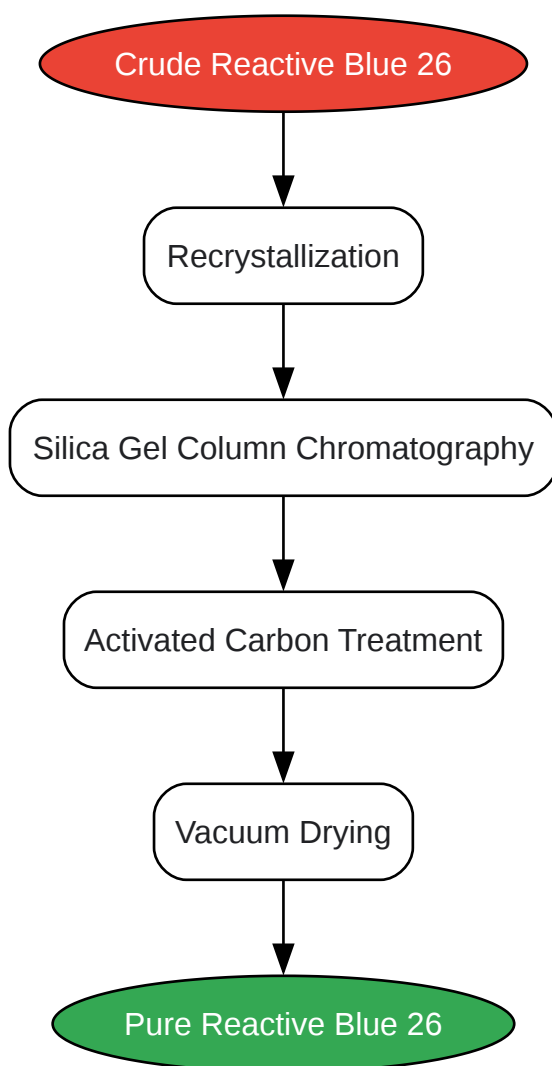 Crude Reactive Blue 26
Recrystallization
Silica Gel Column Chromatography
Activated Carbon Treatment
Vacuum Drying
Pure Reactive Blue 26